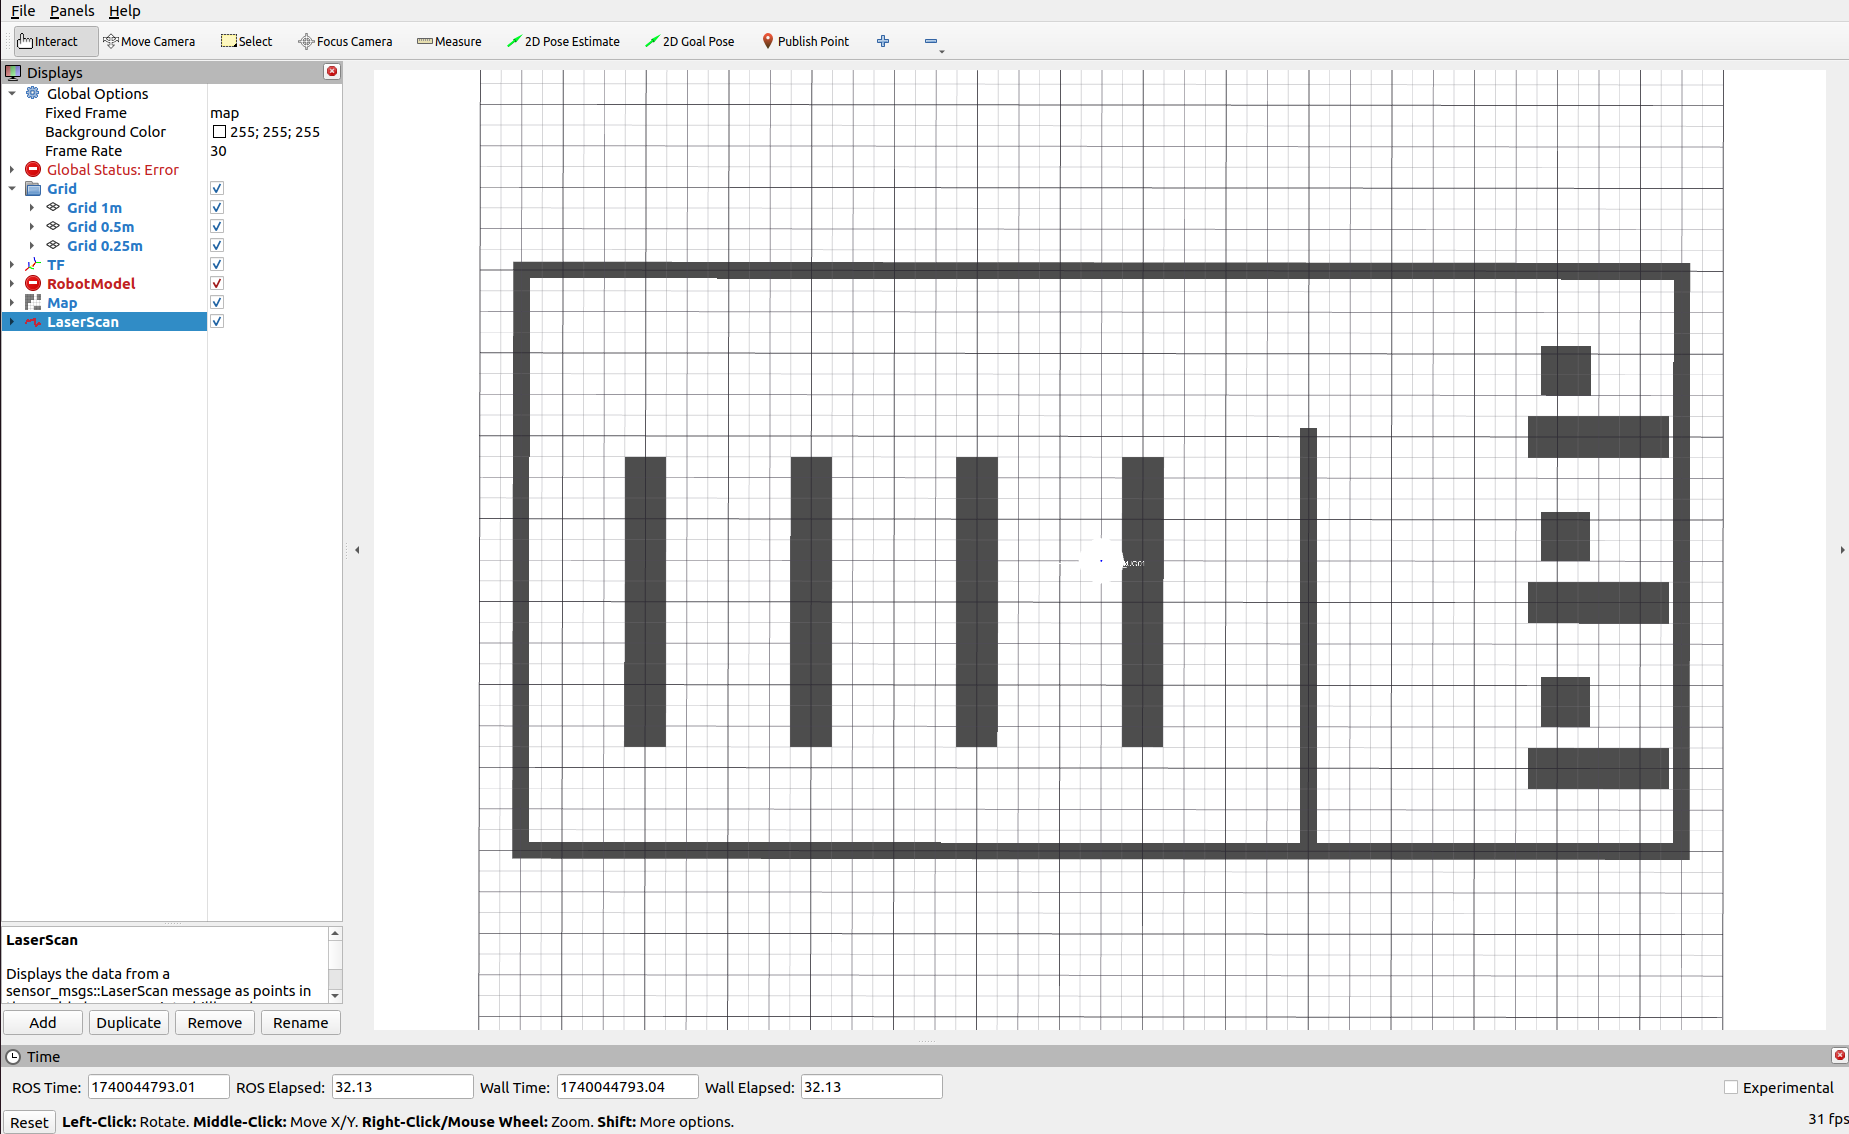 File Panels Help
Interact Move Camera Select Focus Camera Measure 2D Pose Estimate 2D Goal Pose Publish Point
Displays
Global Options
Fixed Frame map
Background Color 255; 255; 255
Frame Rate 30
Global Status: Error
Grid
Grid 1m
Grid 0.5m
Grid 0.25m
TF
RobotModel
Map
LaserScan
LaserScan
Displays the data from a
sensor_msgs::LaserScan message as points in
Add Duplicate Remove Rename
Time
ROS Time: 1740044793.01 ROS Elapsed: 32.13 Wall Time: 1740044793.04 Wall Elapsed: 32.13 Experimental
Reset Left-Click: Rotate. Middle-Click: Move X/Y. Right-Click/Mouse Wheel: Zoom. Shift: More options. 31 fps